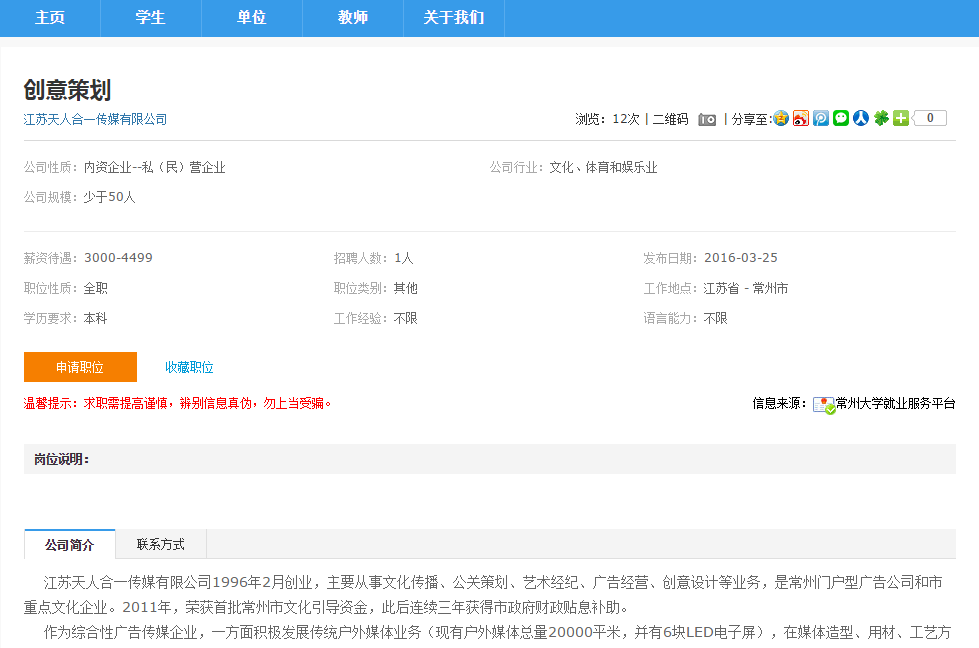 主页 学生 单位 教师 关于我们
创意策划
江苏天人合一传媒有限公司 浏览：12次 | 二维码 | 分享至: 0
公司性质：内资企业--私（民）营企业 公司行业：文化、体育和娱乐业
公司规模：少于50人
薪资待遇：3000-4499 招聘人数：1人 发布日期：2016-03-25
职位性质：全职 职位类别：其他 工作地点：江苏省 - 常州市
学历要求：本科 工作经验：不限 语言能力：不限
申请职位 收藏职位
温馨提示：求职需提高谨慎，辨别信息真伪，勿上当受骗。 信息来源：常州大学就业服务平台
岗位说明：
公司简介 联系方式
江苏天人合一传媒有限公司1996年2月创业，主要从事文化传播、公关策划、艺术经纪、广告经营、创意设计等业务，是常州门户型广告公司和市
重点文化企业。2011年，荣获首批常州市文化引导资金，此后连续三年获得市政府财政贴息补助。
作为综合性广告传媒企业，一方面积极发展传统户外媒体业务（现有户外媒体总量20000平米，并有6块LED电子屏），在媒体造型、用材、工艺方